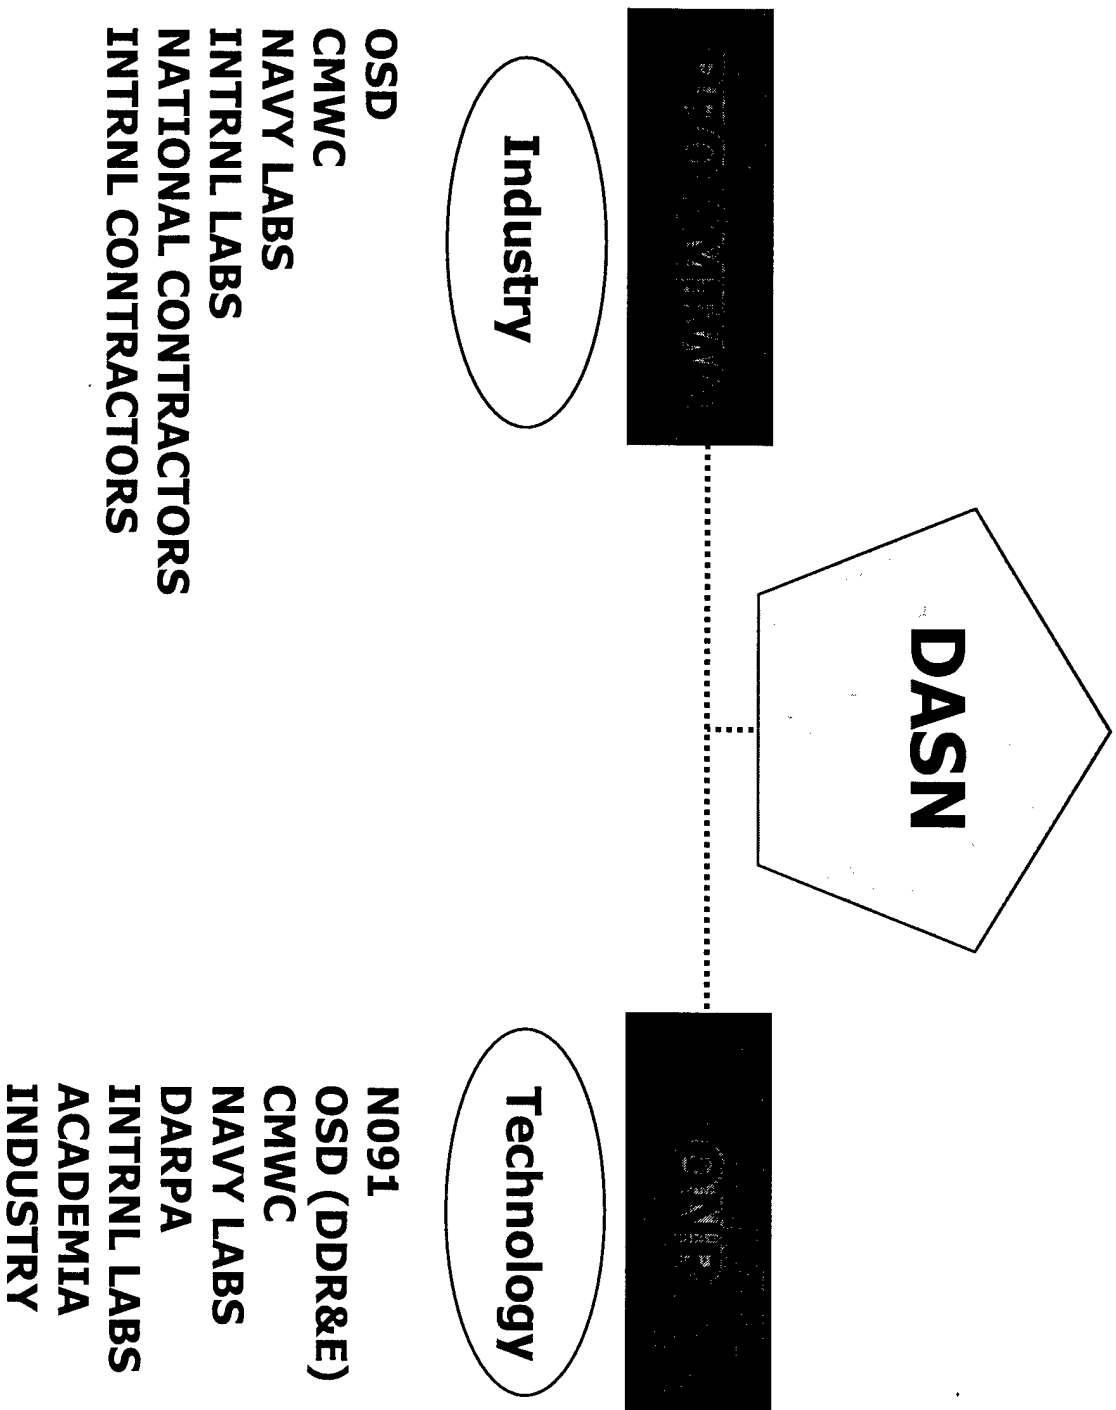 DASN
ONR
Industry
Technology
OSD
CMWC
NAVY LABS
INTRNL LABS
NATIONAL CONTRACTORS
INTRNL CONTRACTORS
N091
OSD (DDR&E)
CMWC
NAVY LABS
DARPA
INTRNL LABS
ACADEMIA
INDUSTRY